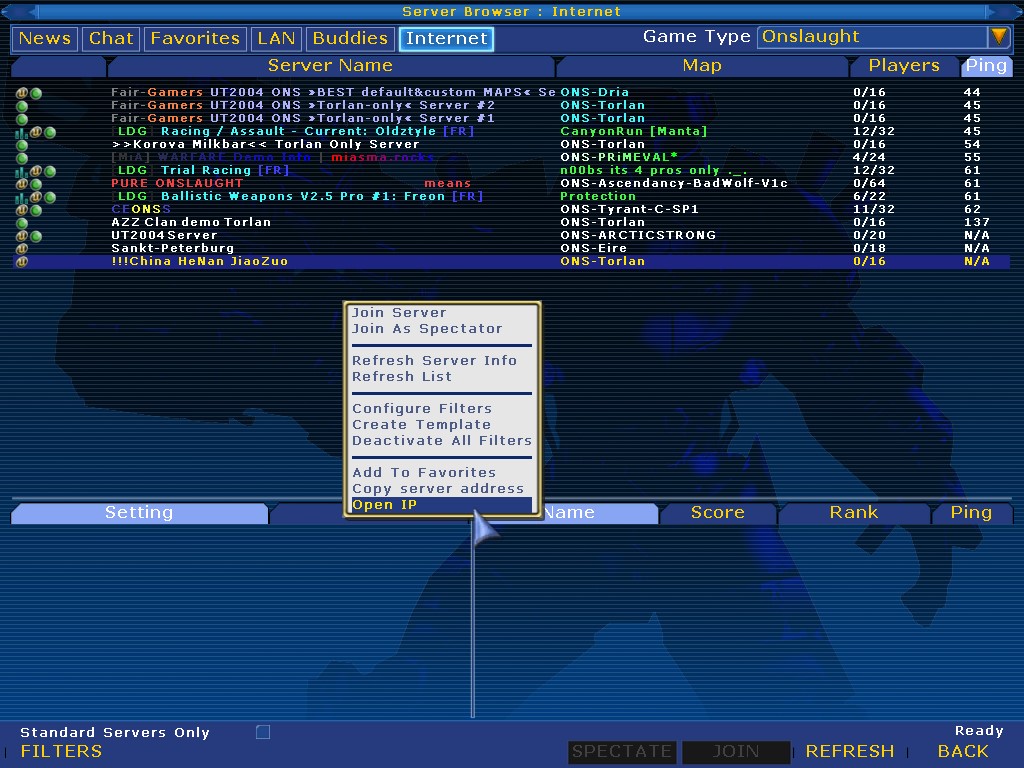 Server Browser : Internet
News Chat Favorites LAN Buddies Internet Game Type Onslaught
Server Name Map Players Ping
Fair-Gamers UT2004 ONS »BEST default&custom MAPS« Se ONS-Dria 0/16 44
Fair-Gamers UT2004 ONS »Torlan-only« Server #2 ONS-Torlan 0/16 45
Fair-Gamers UT2004 ONS »Torlan-only« Server #1 ONS-Torlan 0/16 45
[LDG] Racing / Assault - Current: Oldztyle [FR] CanyonRun [Manta] 12/32 45
>>Korova Milkbar<< Torlan Only Server ONS-Torlan 0/16 54
[MiA] WARFARE Demo Info | miasma.rocks ONS-PRiMEVAL* 4/24 55
[LDG] Trial Racing [FR] n00bs its 4 pros only ._. 12/32 61
PURE ONSLAUGHT means ONS-Ascendancy-BadWolf-V1c 0/64 61
[LDG] Ballistic Weapons V2.5 Pro #1: Freon [FR] Protection 6/22 61
CEONSS ONS-Tyrant-C-SP1 11/32 62
AZZ Clan demo Torlan ONS-Torlan 0/16 137
UT2004Server ONS-ARCTICSTRONG 0/20 N/A
Sankt-Peterburg ONS-Eire 0/18 N/A
!!!China HeNan JiaoZuo ONS-Torlan 0/16 N/A
Join Server
Join As Spectator
Refresh Server Info
Refresh List
Configure Filters
Create Template
Deactivate All Filters
Add To Favorites
Copy server address
Open IP
Setting Name Score Rank Ping
Standard Servers Only Ready
FILTERS SPECTATE JOIN REFRESH BACK